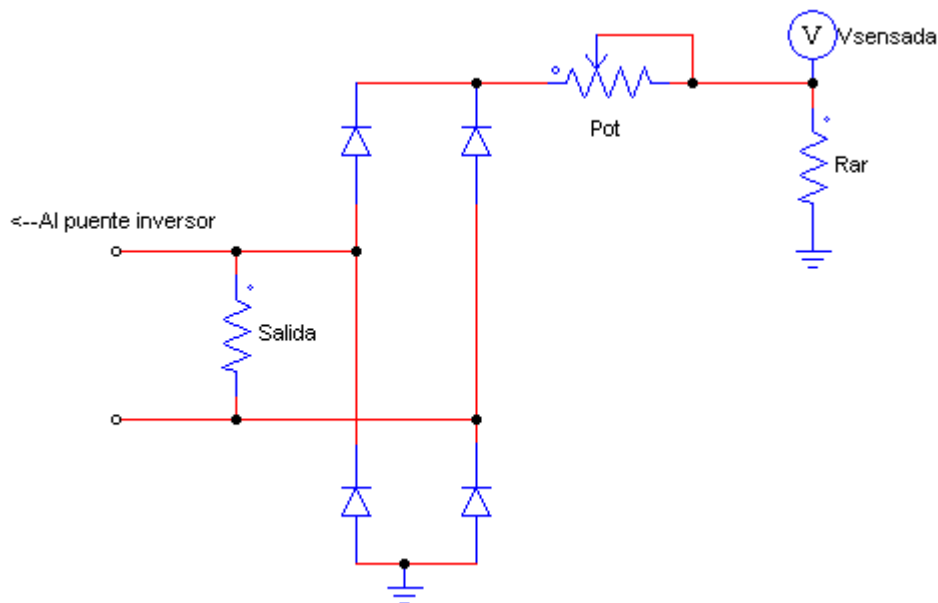 V
Vsensada
Pot
Rar
<--Al puente inversor
Salida